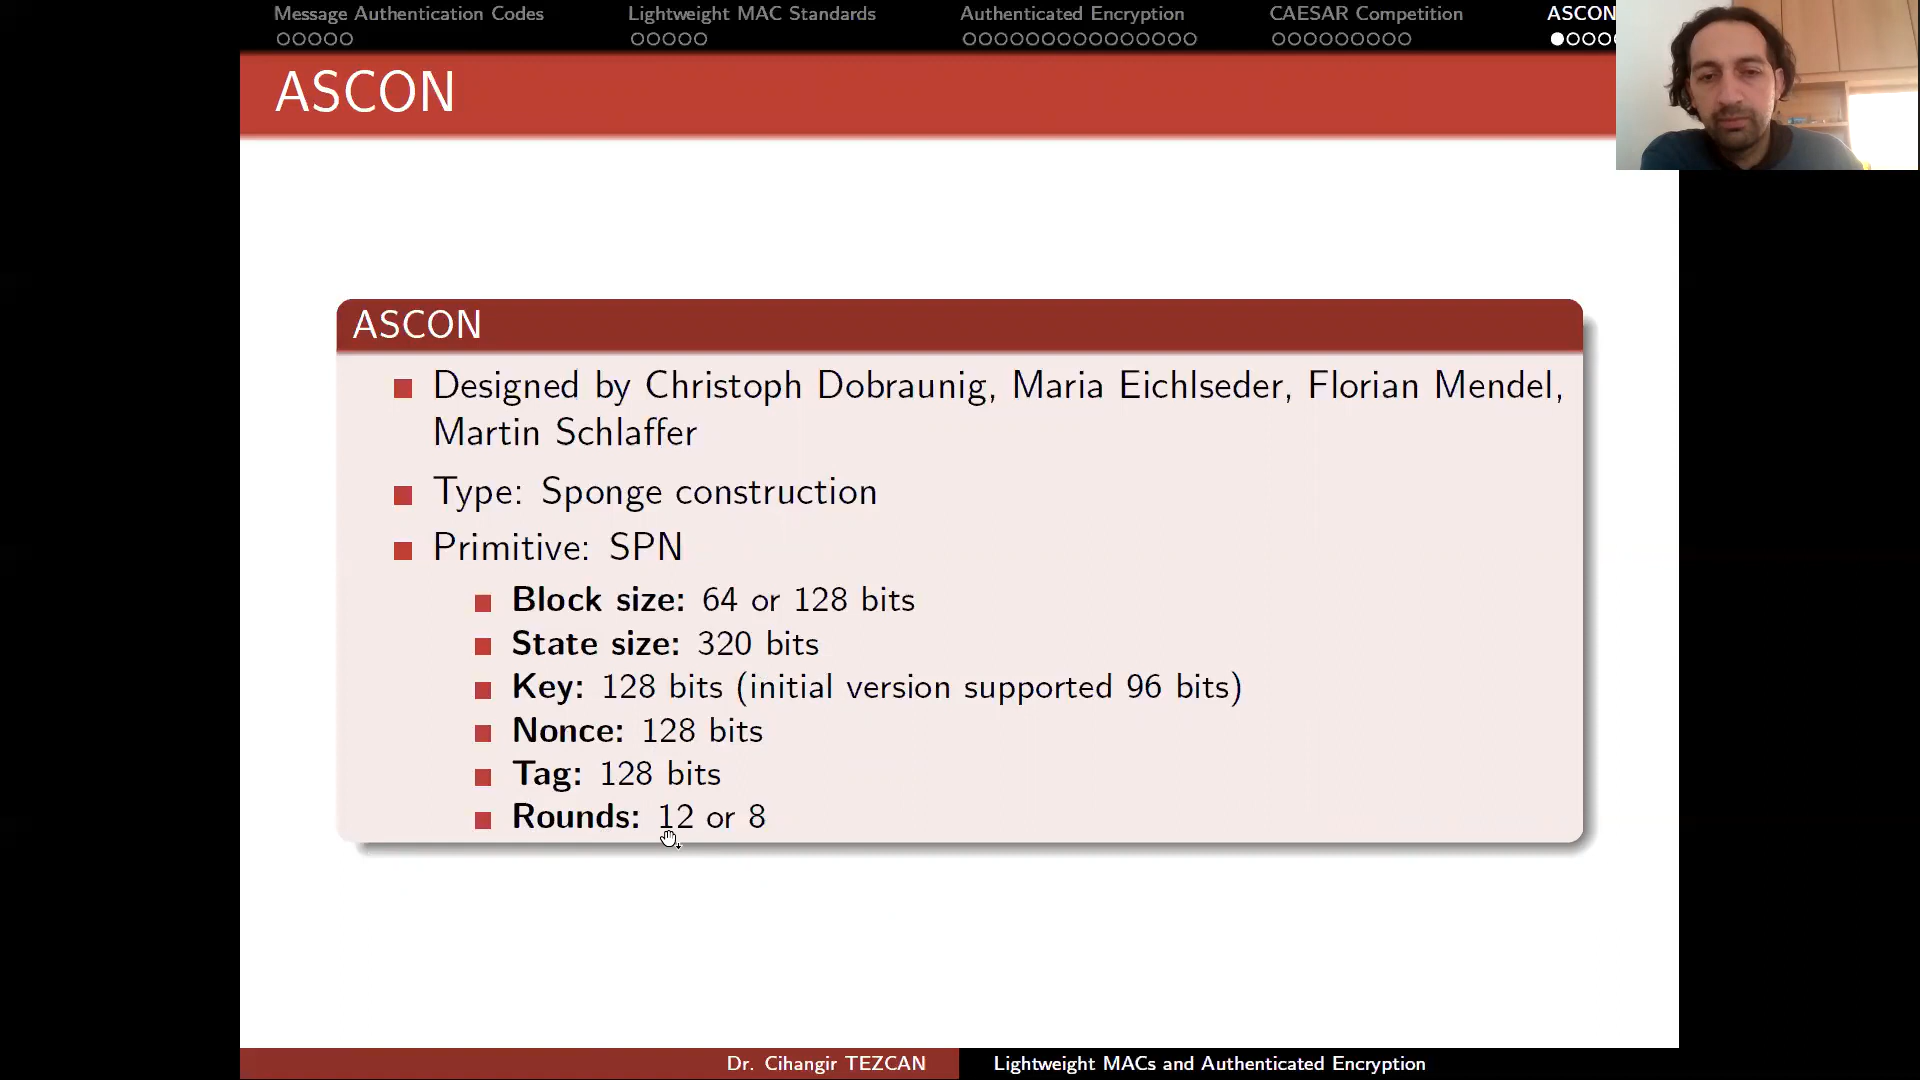 Message Authentication Codes
Lightweight MAC Standards
Authenticated Encryption
CAESAR Competition
ASCON
ASCON
ASCON
Designed by Christoph Dobraunig, Maria Eichlseder, Florian Mendel,
Martin Schlaffer
Type: Sponge construction
Primitive: SPN
Block size: 64 or 128 bits
State size: 320 bits
Key: 128 bits (initial version supported 96 bits)
Nonce: 128 bits
Tag: 128 bits
Rounds: 12 or 8
Dr. Cihangir TEZCAN
Lightweight MACs and Authenticated Encryption